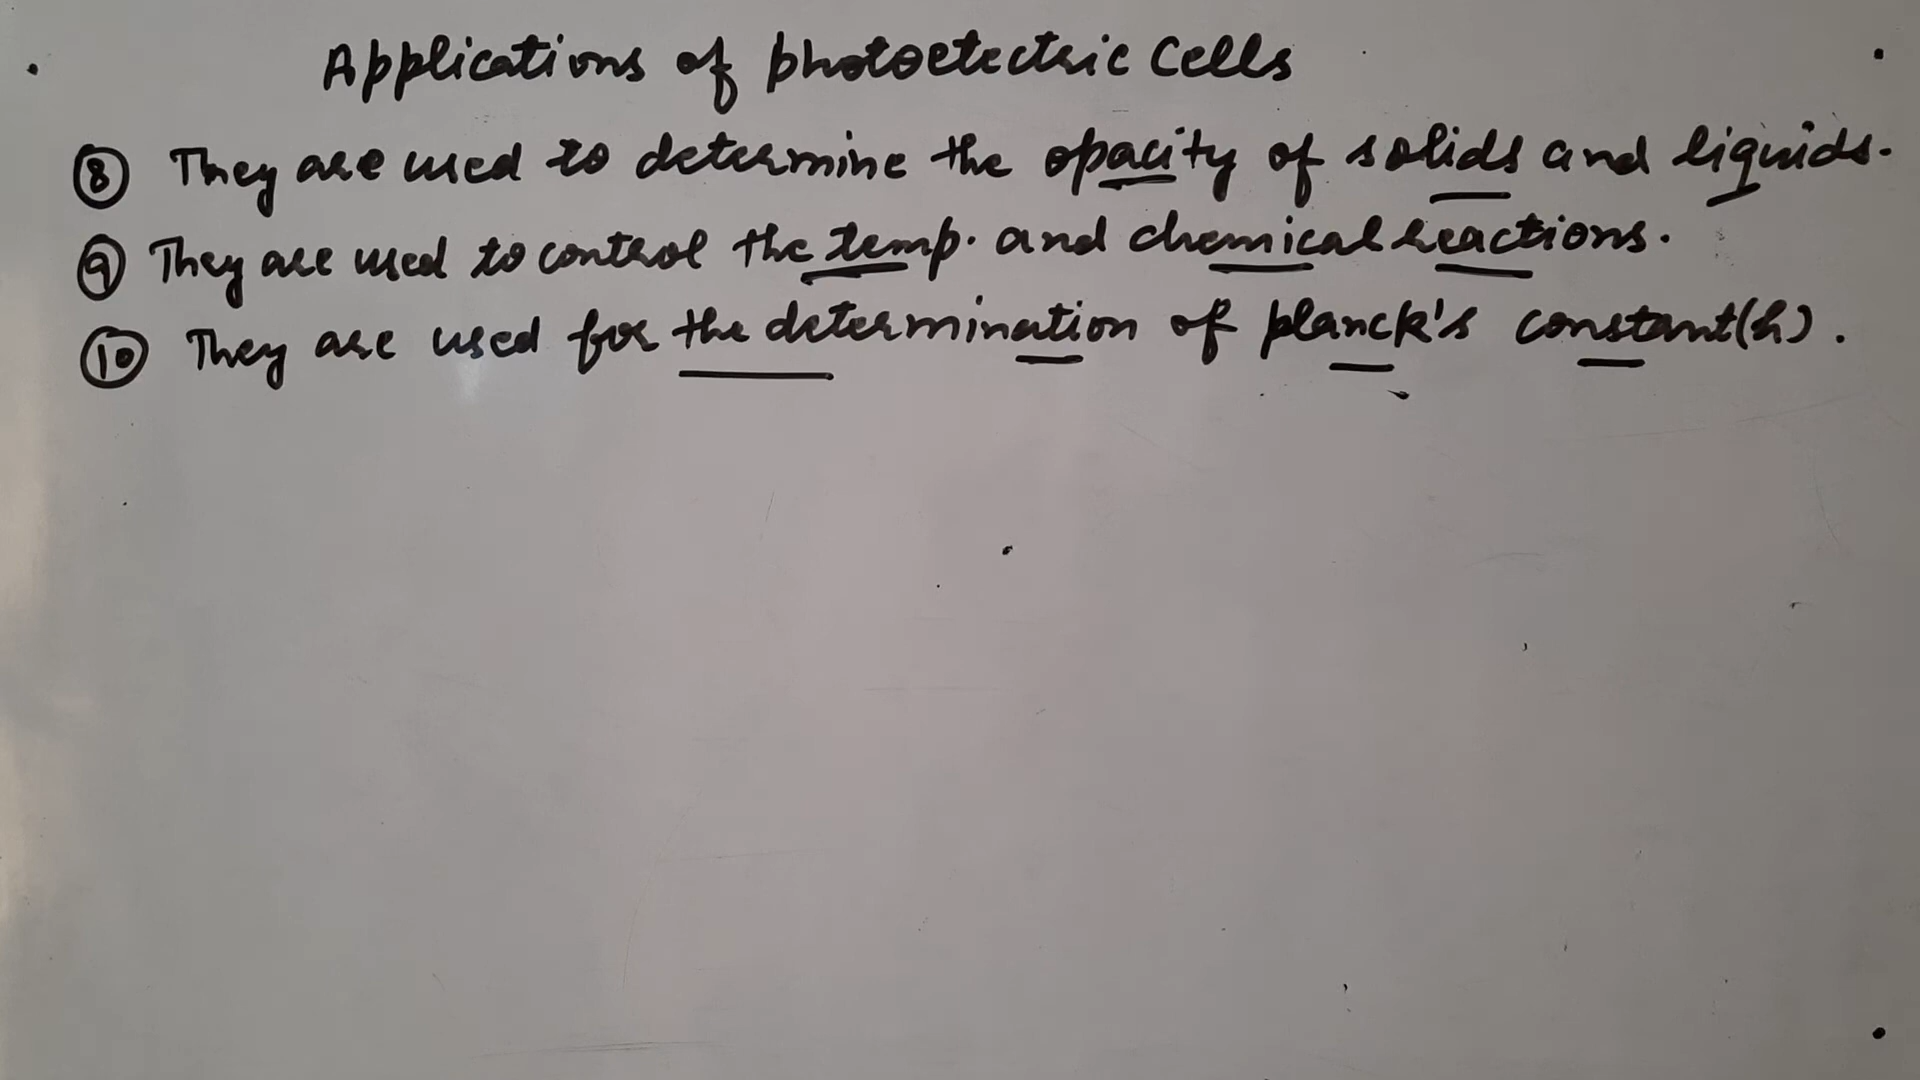 Applications of photoelectric Cells
⑧ They are used to determine the opacity of solids and liquids.
⑨ They are used to control the temp. and chemical reactions.
⑩ They are used for the determination of planck's constant(h).